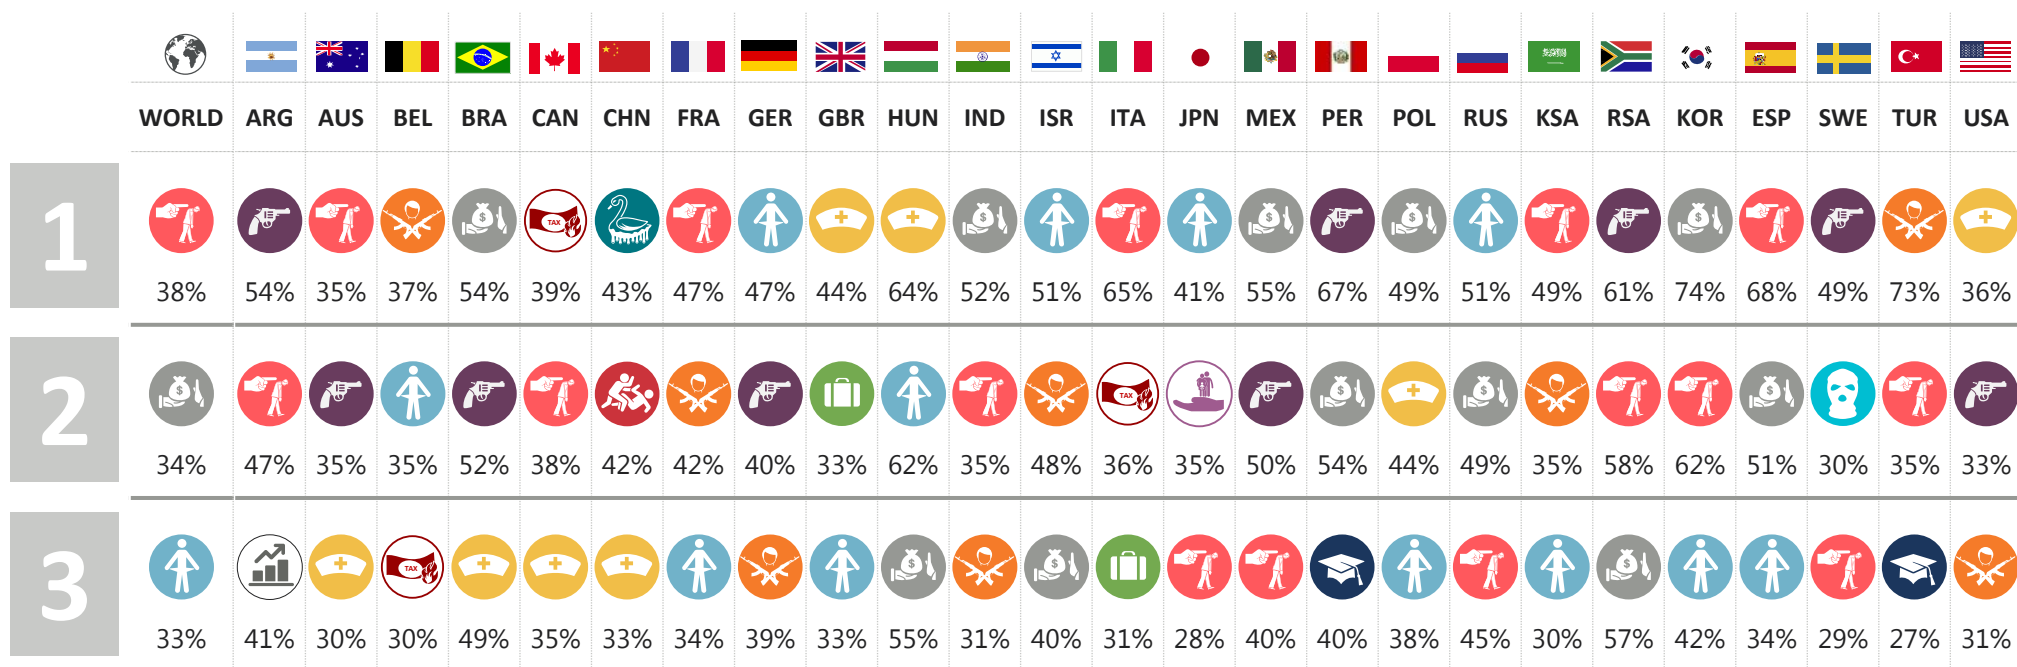 WORLD ARG AUS BEL BRA CAN CHN FRA GER GBR HUN IND ISR ITA JPN MEX PER POL RUS KSA RSA KOR ESP SWE TUR USA
1
TAX
38% 54% 35% 37% 54% 39% 43% 47% 47% 44% 64% 52% 51% 65% 41% 55% 67% 49% 51% 49% 61% 74% 68% 49% 73% 36%
2
TAX
34% 47% 35% 35% 52% 38% 42% 42% 40% 33% 62% 35% 48% 36% 35% 50% 54% 44% 49% 35% 58% 62% 51% 30% 35% 33%
3
TAX
33% 41% 30% 30% 49% 35% 33% 34% 39% 33% 55% 31% 40% 31% 28% 40% 40% 38% 45% 30% 57% 42% 34% 29% 27% 31%